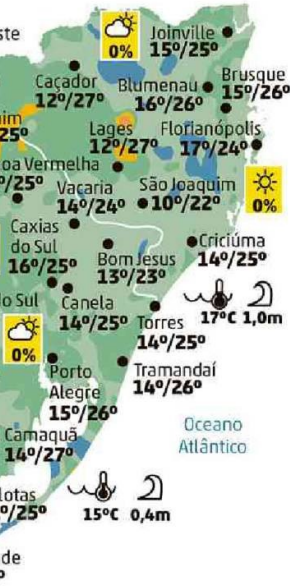 ste
0%
Joinville
15º/25º
Caçador
12º/27º
Blumenau
16º/26º
Brusque
15º/26º
im
25º
Lages
12º/27º
Florianópolis
17º/24º
oa Vermelha
º/25º
Vacaria
14º/24º
São Joaquim
10º/22º
0%
Caxias
do Sul
16º/25º
Bom Jesus
13º/23º
Criciúma
14º/25º
17ºC 1,0m
do Sul
Canela
14º/25º
Torres
14º/25º
0%
Porto
Alegre
15º/26º
Tramandaí
14º/26º
Oceano
Atlântico
Camaquã
14º/27º
lotas
º/25º
15ºC 0,4m
de